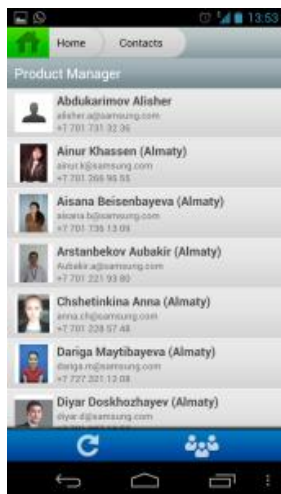 13:53
Home Contacts
Product Manager
Abdukarimov Alisher
alisher.a@samsung.com
+7 701 731 32 36
Ainur Khassen (Almaty)
ainur.k@samsung.com
+7 701 266 95 55
Aisana Beisenbayeva (Almaty)
aisana.b@samsung.com
+7 701 736 13 09
Arstanbekov Aubakir (Almaty)
Aubakir.a@samsung.com
+7 701 221 93 80
Chshetinkina Anna (Almaty)
anna.ch@samsung.com
+7 701 228 57 48
Dariga Maytibayeva (Almaty)
dariga.m@samsung.com
+7 727 321 12 08
Diyar Doskhozhayev (Almaty)
diyar.d@samsung.com